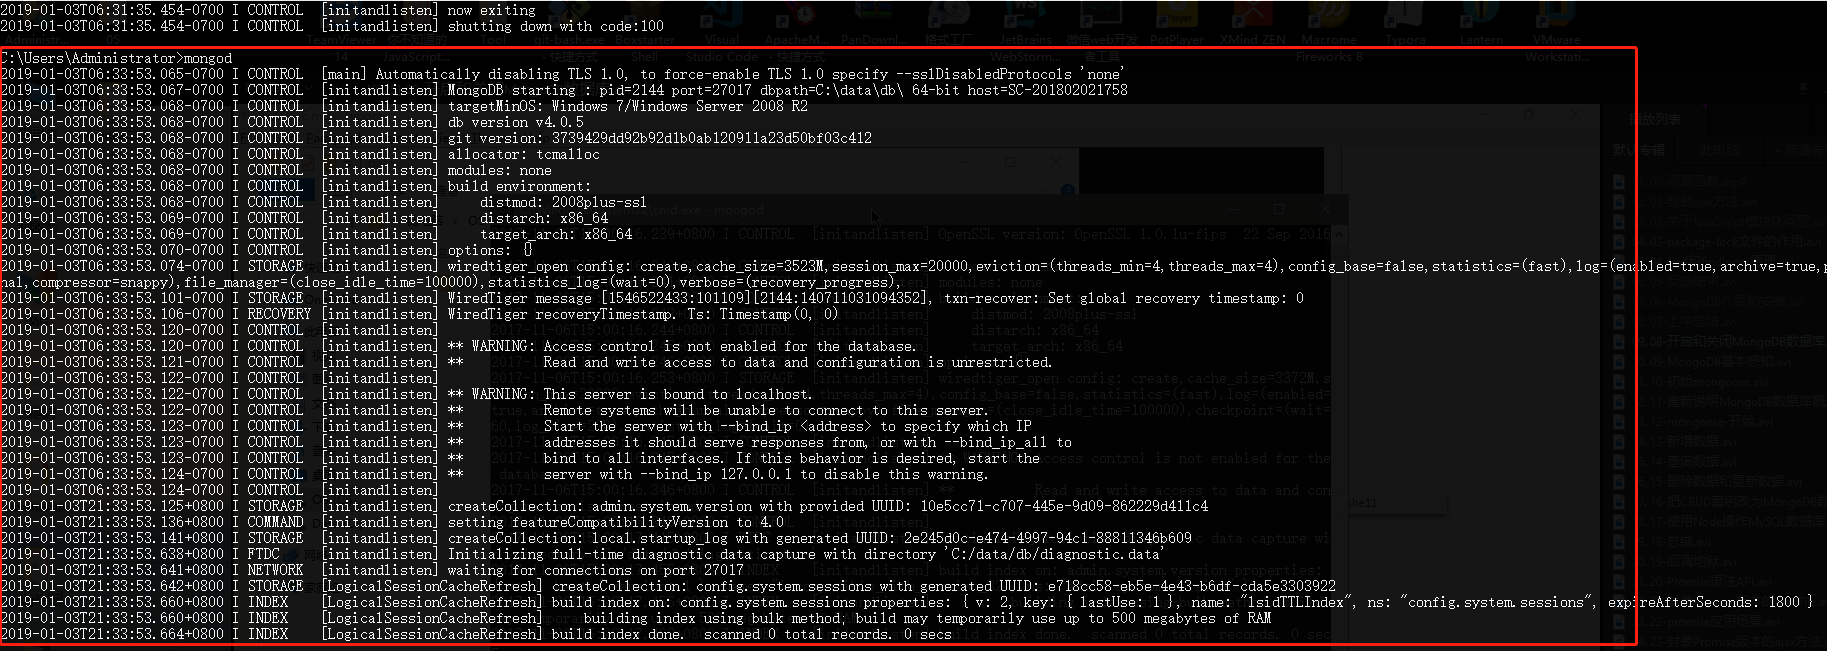 2019-01-03T06:31:35.454-0700 I CONTROL  [initandlisten] now exiting
2019-01-03T06:31:35.454-0700 I CONTROL  [initandlisten] shutting down with code:100
C:\Users\Administrator>mongod
2019-01-03T06:33:53.065-0700 I CONTROL  [main] Automatically disabling TLS 1.0, to force-enable TLS 1.0 specify --sslDisabledProtocols 'none'
2019-01-03T06:33:53.067-0700 I CONTROL  [initandlisten] MongoDB starting : pid=2144 port=27017 dbpath=C:\data\db\ 64-bit host=SC-201802021758
2019-01-03T06:33:53.068-0700 I CONTROL  [initandlisten] targetMinOS: Windows 7/Windows Server 2008 R2
2019-01-03T06:33:53.068-0700 I CONTROL  [initandlisten] db version v4.0.5
2019-01-03T06:33:53.068-0700 I CONTROL  [initandlisten] git version: 3739429dd92b92d1b0ab120911a23d50bf03c412
2019-01-03T06:33:53.068-0700 I CONTROL  [initandlisten] allocator: tcmalloc
2019-01-03T06:33:53.068-0700 I CONTROL  [initandlisten] modules: none
2019-01-03T06:33:53.068-0700 I CONTROL  [initandlisten] build environment:
2019-01-03T06:33:53.068-0700 I CONTROL  [initandlisten]     distmod: 2008plus-ssl
2019-01-03T06:33:53.069-0700 I CONTROL  [initandlisten]     distarch: x86_64
2019-01-03T06:33:53.069-0700 I CONTROL  [initandlisten]     target_arch: x86_64
2019-01-03T06:33:53.070-0700 I CONTROL  [initandlisten] options: {}
2019-01-03T06:33:53.074-0700 I STORAGE  [initandlisten] wiredtiger_open config: create,cache_size=3523M,session_max=20000,eviction=(threads_min=4,threads_max=4),config_base=false,statistics=(fast),log=(enabled=true,archive=true,p
nal,compressor=snappy),file_manager=(close_idle_time=100000),statistics_log=(wait=0),verbose=(recovery_progress),
2019-01-03T06:33:53.101-0700 I STORAGE  [initandlisten] WiredTiger message [1546522433:101109][2144:140711031094352], txn-recover: Set global recovery timestamp: 0
2019-01-03T06:33:53.106-0700 I RECOVERY [initandlisten] WiredTiger recoveryTimestamp. Ts: Timestamp(0, 0)
2019-01-03T06:33:53.120-0700 I CONTROL  [initandlisten]
2019-01-03T06:33:53.120-0700 I CONTROL  [initandlisten] ** WARNING: Access control is not enabled for the database.
2019-01-03T06:33:53.121-0700 I CONTROL  [initandlisten] **          Read and write access to data and configuration is unrestricted.
2019-01-03T06:33:53.122-0700 I CONTROL  [initandlisten]
2019-01-03T06:33:53.122-0700 I CONTROL  [initandlisten] ** WARNING: This server is bound to localhost.
2019-01-03T06:33:53.122-0700 I CONTROL  [initandlisten] **          Remote systems will be unable to connect to this server.
2019-01-03T06:33:53.122-0700 I CONTROL  [initandlisten] **          Start the server with --bind_ip <address> to specify which IP
2019-01-03T06:33:53.123-0700 I CONTROL  [initandlisten] **          addresses it should serve responses from, or with --bind_ip_all to
2019-01-03T06:33:53.123-0700 I CONTROL  [initandlisten] **          bind to all interfaces. If this behavior is desired, start the
2019-01-03T06:33:53.124-0700 I CONTROL  [initandlisten] **          server with --bind_ip 127.0.0.1 to disable this warning.
2019-01-03T06:33:53.124-0700 I CONTROL  [initandlisten]
2019-01-03T21:33:53.125+0800 I STORAGE  [initandlisten] createCollection: admin.system.version with provided UUID: 10e5cc71-c707-445e-9d09-862229d411c4
2019-01-03T21:33:53.136+0800 I COMMAND  [initandlisten] setting featureCompatibilityVersion to 4.0
2019-01-03T21:33:53.141+0800 I STORAGE  [initandlisten] createCollection: local.startup_log with generated UUID: 2e245d0c-e474-4997-94c1-88811346b609
2019-01-03T21:33:53.638+0800 I FTDC     [initandlisten] Initializing full-time diagnostic data capture with directory 'C:/data/db/diagnostic.data'
2019-01-03T21:33:53.641+0800 I NETWORK  [initandlisten] waiting for connections on port 27017
2019-01-03T21:33:53.642+0800 I STORAGE  [LogicalSessionCacheRefresh] createCollection: config.system.sessions with generated UUID: e718cc58-eb5e-4e43-b6df-cda5e3303922
2019-01-03T21:33:53.660+0800 I INDEX    [LogicalSessionCacheRefresh] build index on: config.system.sessions properties: { v: 2, key: { lastUse: 1 }, name: "lsidTTLIndex", ns: "config.system.sessions", expireAfterSeconds: 1800 }
2019-01-03T21:33:53.660+0800 I INDEX    [LogicalSessionCacheRefresh]     building index using bulk method; build may temporarily use up to 500 megabytes of RAM
2019-01-03T21:33:53.664+0800 I INDEX    [LogicalSessionCacheRefresh] build index done.  scanned 0 total records. 0 secs